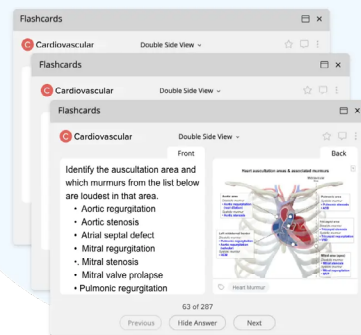 Flashcards
Cardiovascular
Double Side View
Flashcards
Cardiovascular
Double Side View
Flashcards
Cardiovascular
Double Side View
Front
Back
Identify the auscultation area and
which murmurs from the list below
are loudest in that area.
• Aortic regurgitation
• Aortic stenosis
• Atrial septal defect
• Mitral regurgitation
•. Mitral stenosis
• Mitral valve prolapse
• Pulmonic regurgitation
auscultation areas & associated murmurs
Heart Murmur
63 of 287
Previous
Hide Answer
Next